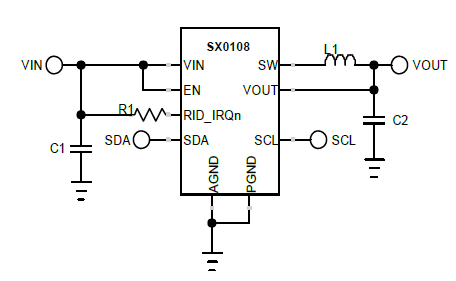 SX0108
L1
VIN VIN SW VOUT
EN VOUT
R1 RID_IRQn C2
C1 SDA SDA SCL SCL
AGND PGND